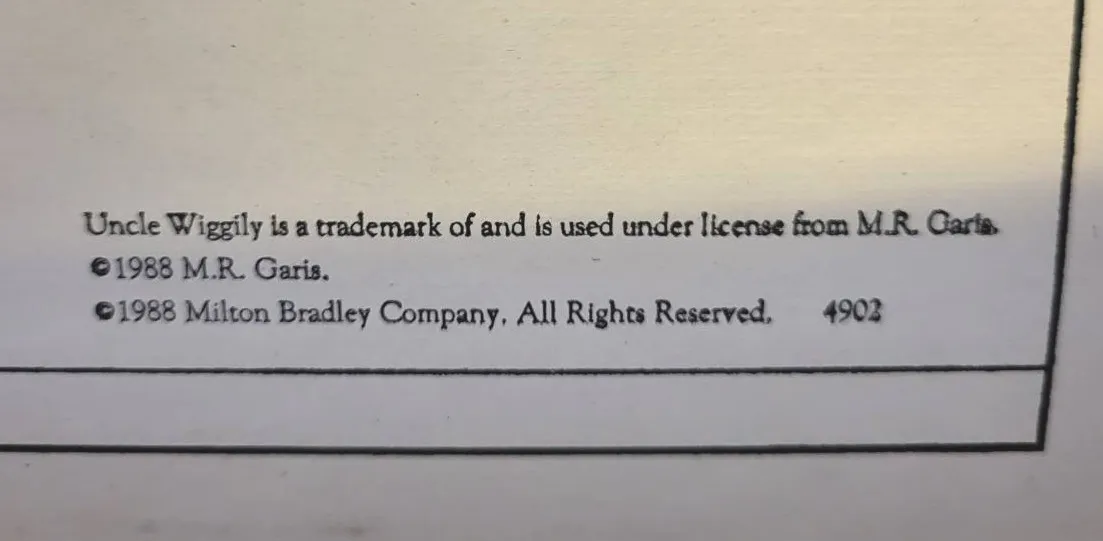 Uncle Wiggily is a trademark of and is used under license from M.R. Garis.
©1988 M.R. Garis.
©1988 Milton Bradley Company, All Rights Reserved. 4902